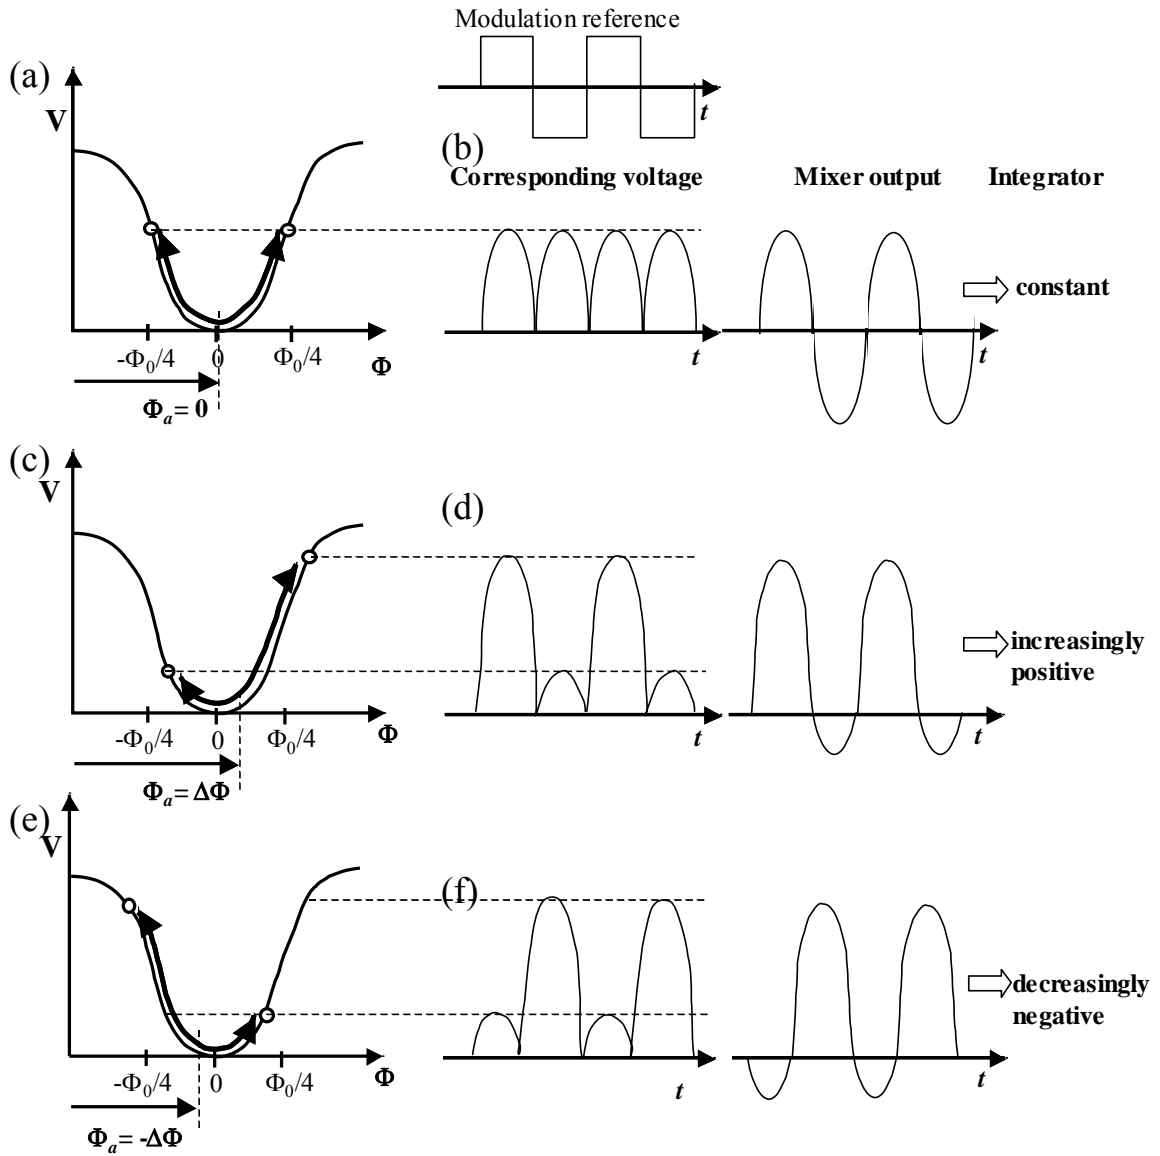 Modulation reference
t
(a)
V
-Φ0/4 0 Φ0/4
Φ
Φa= 0
(b)
Corresponding voltage Mixer output Integrator
t
t
constant
(c)
V
-Φ0/4 0 Φ0/4
Φ
Φa= ΔΦ
(d)
t
t
increasingly
positive
(e)
V
-Φ0/4 0 Φ0/4
Φ
Φa= -ΔΦ
(f)
t
t
decreasingly
negative